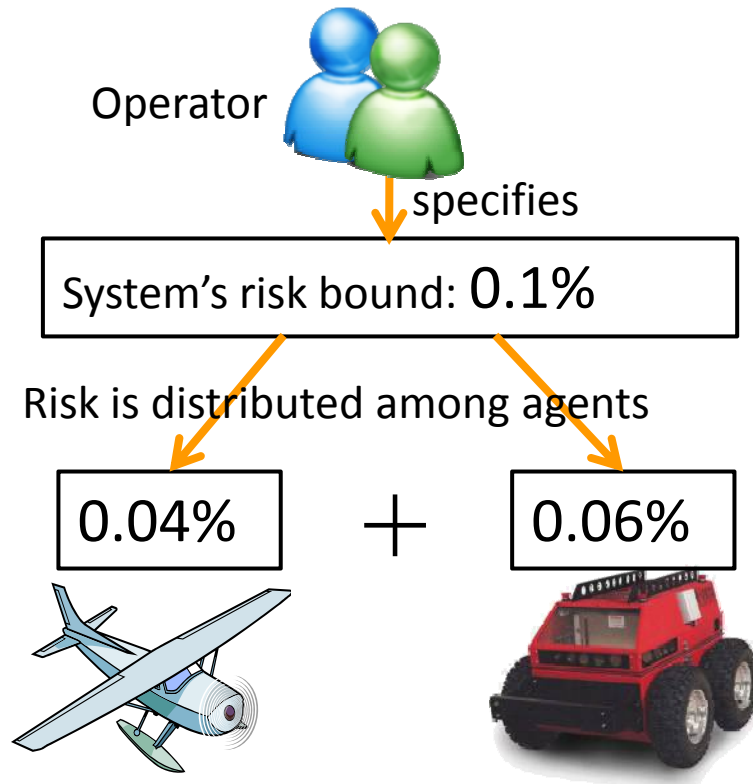 Operator
specifies
System's risk bound: 0.1%
Risk is distributed among agents
0.04% + 0.06%